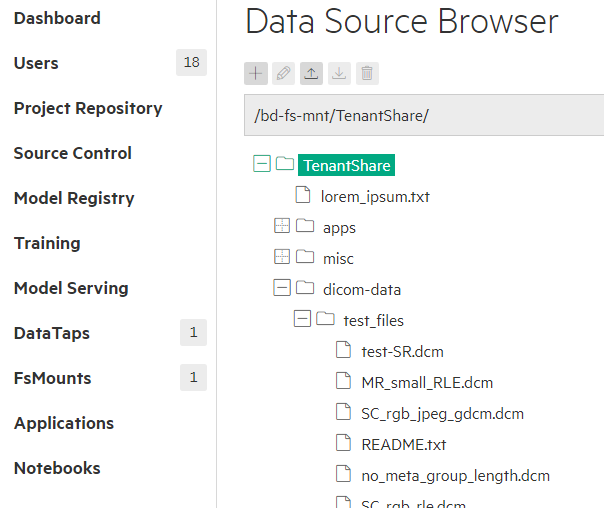 Dashboard
Users 18
Project Repository
Source Control
Model Registry
Training
Model Serving
DataTaps 1
FsMounts 1
Applications
Notebooks
Data Source Browser
/bd-fs-mnt/TenantShare/
TenantShare
lorem_ipsum.txt
apps
misc
dicom-data
test_files
test-SR.dcm
MR_small_RLE.dcm
SC_rgb_jpeg_gdcm.dcm
README.txt
no_meta_group_length.dcm
SC_rgb_rle.dcm